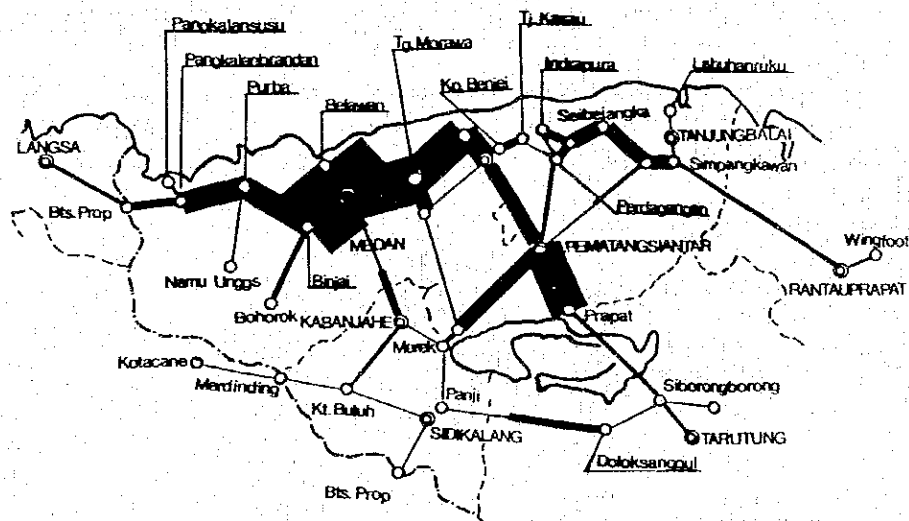 Pangkalansusu
Pangkalanbrandan
Purba
Belawan
Tg. Morawa
Kp. Benjei
Tj. Kasau
Indrapura
Labuhanruku
Seibejangka
TANJUNGBALAI
Simpangkawan
LANGSA
Bts. Prop
MEDAN
Perdagangan
PEMATANGSIANTAR
Wingfoot
RANTAUPRAPAT
Namu Unggs
Binjai
Bohorok
KABANJAHE
Prapat
Merek
Kotacane
Mardinding
Kt. Buluh
Panji
Siborongborong
SIDIKALANG
TARUTUNG
Doloksanggul
Bts. Prop